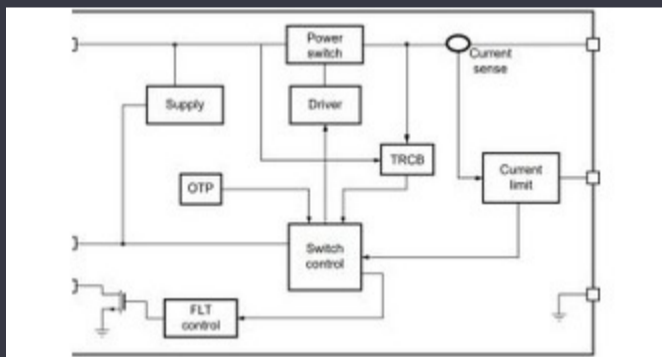 Power
switch
Current
sense
Supply
Driver
TRCB
Current
limit
OTP
Switch
control
FLT
control